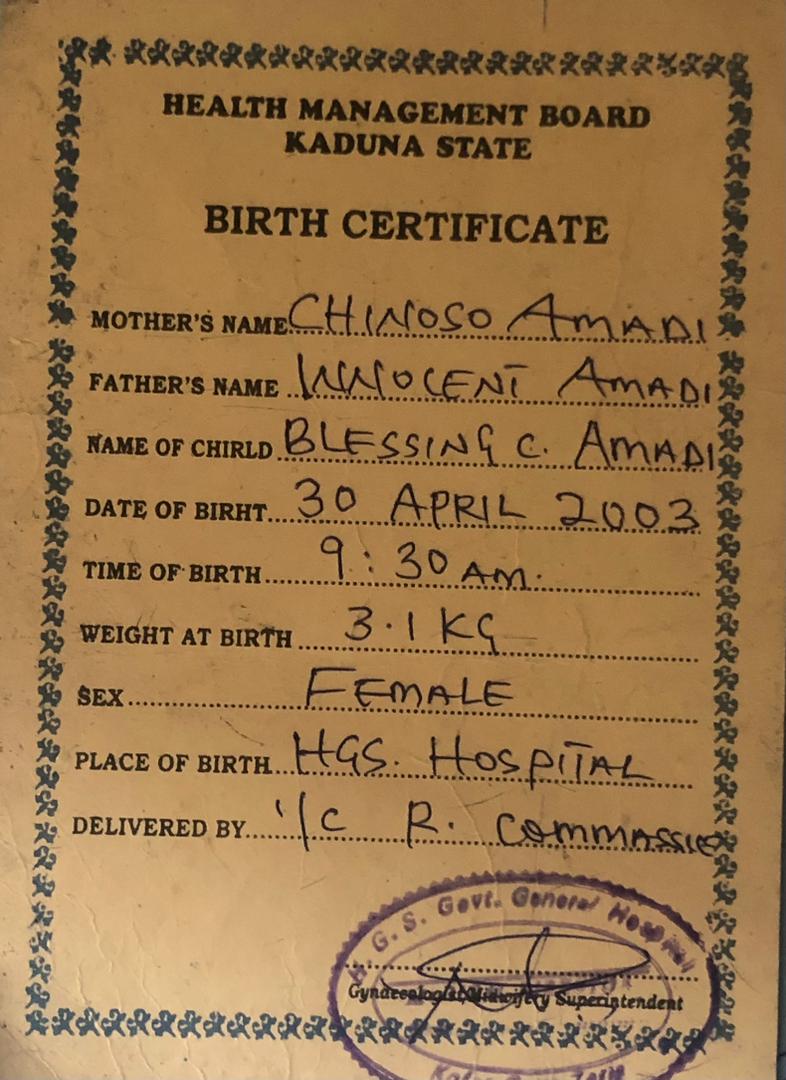 HEALTH MANAGEMENT BOARD
KADUNA STATE
BIRTH CERTIFICATE
MOTHER'S NAME CHINOSO AMADI
FATHER'S NAME INNOCENT AMADI
NAME OF CHIRLD BLESSING C. AMADI
DATE OF BIRHT 30 APRIL 2003
TIME OF BIRTH 9:30 AM.
WEIGHT AT BIRTH 3.1 KG
SEX FEMALE
PLACE OF BIRTH HGS. HOSPITAL
DELIVERED BY R. COMMASSIE
G. S. Govt. General Hospital
Gynaecologist/Midwifery Superintendent